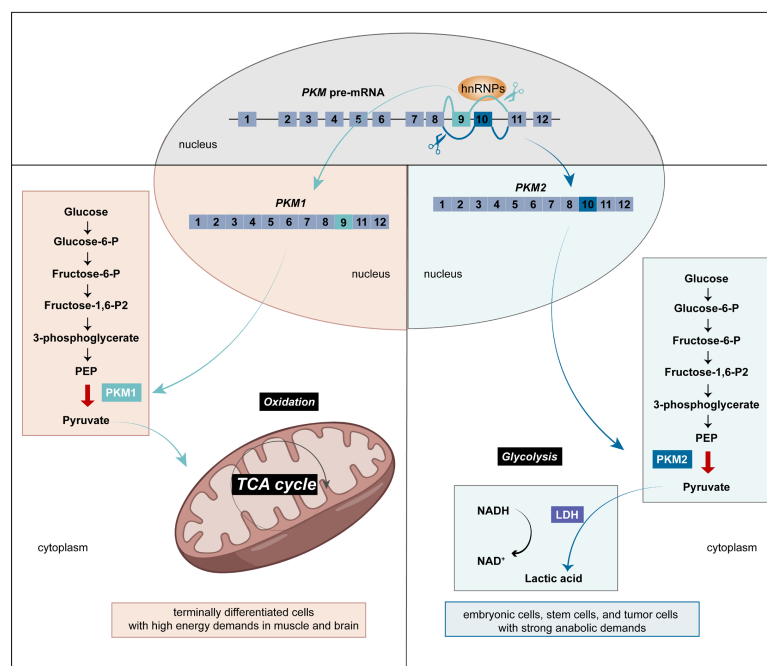 hnRNPs
PKM pre-mRNA
1 2 3 4 5 6 7 8 9 10 11 12
nucleus
PKM1
1 2 3 4 5 6 7 8 9 11 12
nucleus
PKM2
1 2 3 4 5 6 7 8 10 11 12
nucleus
Glucose
Glucose-6-P
Fructose-6-P
Fructose-1,6-P2
3-phosphoglycerate
PEP
PKM1
Pyruvate
Oxidation
TCA cycle
cytoplasm
terminally differentiated cells
with high energy demands in muscle and brain
Glucose
Glucose-6-P
Fructose-6-P
Fructose-1,6-P2
3-phosphoglycerate
PEP
PKM2
Pyruvate
Glycolysis
NADH
LDH
NAD⁺
Lactic acid
cytoplasm
embryonic cells, stem cells, and tumor cells
with strong anabolic demands